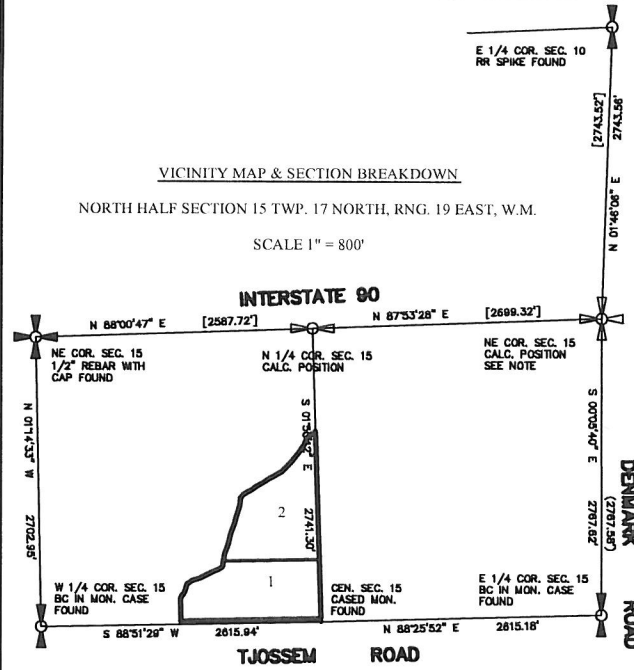 E 1/4 COR. SEC. 10
RR SPIKE FOUND
[2743.52']
2743.56'
N 01°46'06" E
VICINITY MAP & SECTION BREAKDOWN
NORTH HALF SECTION 15 TWP. 17 NORTH, RNG. 19 EAST, W.M.
SCALE 1" = 800'
INTERSTATE 90
N 88°00'47" E [2587.72']
N 87°53'28" E [2699.32']
NE COR. SEC. 15
1/2" REBAR WITH
CAP FOUND
N 1/4 COR. SEC. 15
CALC. POSITION
NE COR. SEC. 15
CALC. POSITION
SEE NOTE
N 01°14'33" W 2702.95'
S E
2741.30'
S 00°05'40" E 2767.62'
(2767.58')
DENMARK ROAD
2
1
W 1/4 COR. SEC. 15
BC IN MON. CASE
FOUND
CEN. SEC. 15
CASED MON.
FOUND
E 1/4 COR. SEC. 15
BC IN MON. CASE
FOUND
S 88°51'29" W 2615.94'
N 88°25'52" E 2615.18'
TJOSSEM ROAD